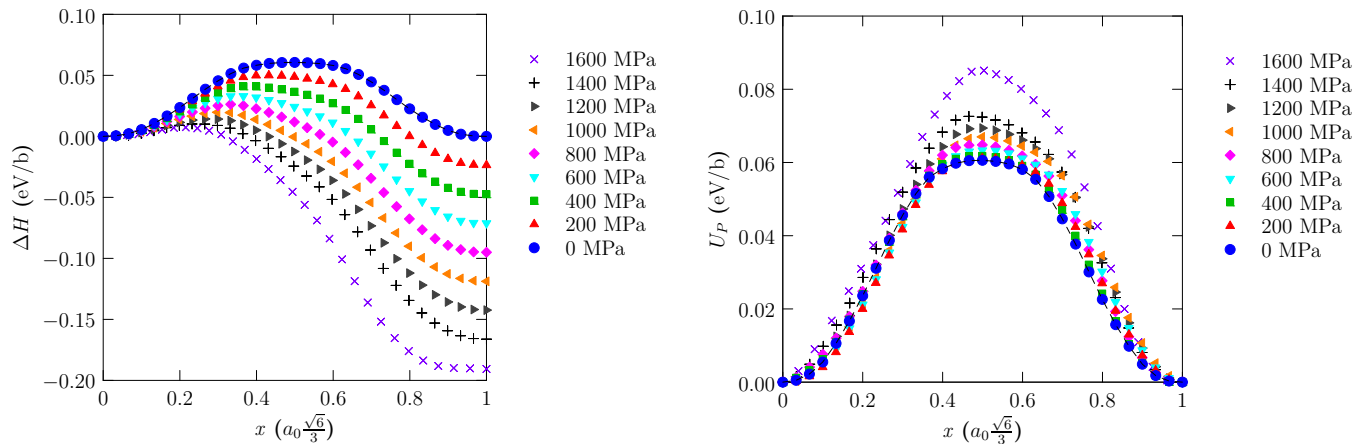 0.10
0.05
0.00
−0.05
−0.10
−0.15
−0.20
ΔH (eV/b)
0
0.2
0.4
0.6
0.8
1
x (a₀ √6/3)
1600 MPa
1400 MPa
1200 MPa
1000 MPa
800 MPa
600 MPa
400 MPa
200 MPa
0 MPa
0.10
0.08
0.06
0.04
0.02
0.00
U_P (eV/b)
0
0.2
0.4
0.6
0.8
1
x (a₀ √6/3)
1600 MPa
1400 MPa
1200 MPa
1000 MPa
800 MPa
600 MPa
400 MPa
200 MPa
0 MPa